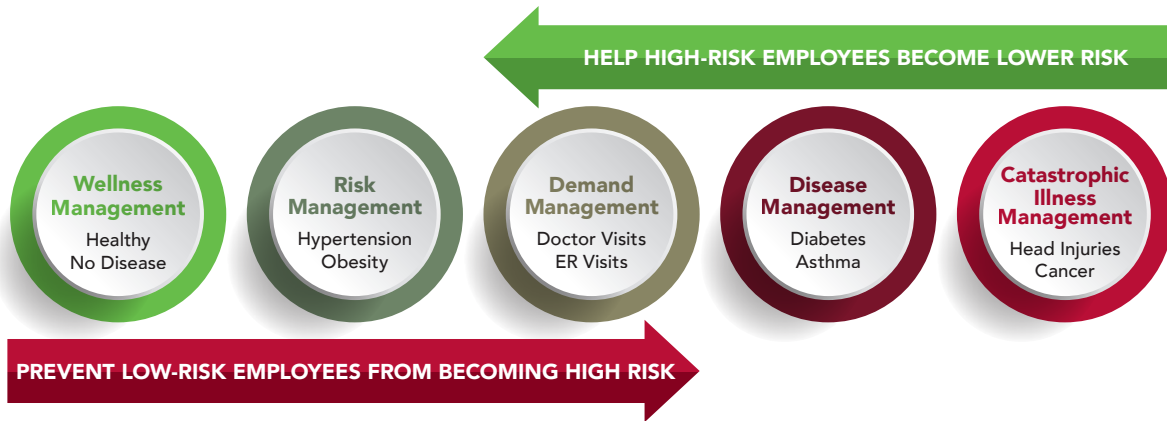 HELP HIGH-RISK EMPLOYEES BECOME LOWER RISK
Wellness
Management
Healthy
No Disease
Risk
Management
Hypertension
Obesity
Demand
Management
Doctor Visits
ER Visits
Disease
Management
Diabetes
Asthma
Catastrophic
Illness
Management
Head Injuries
Cancer
PREVENT LOW-RISK EMPLOYEES FROM BECOMING HIGH RISK